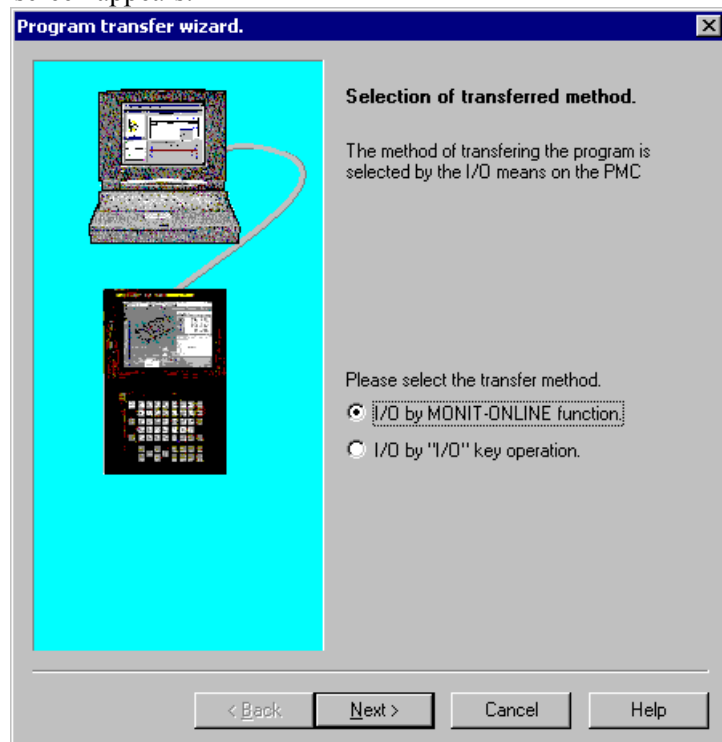 Program transfer wizard.
Selection of transferred method.
The method of transfering the program is
selected by the I/O means on the PMC
Please select the transfer method.
I/O by MONIT-ONLINE function.
I/O by "I/O" key operation.
< Back
Next >
Cancel
Help